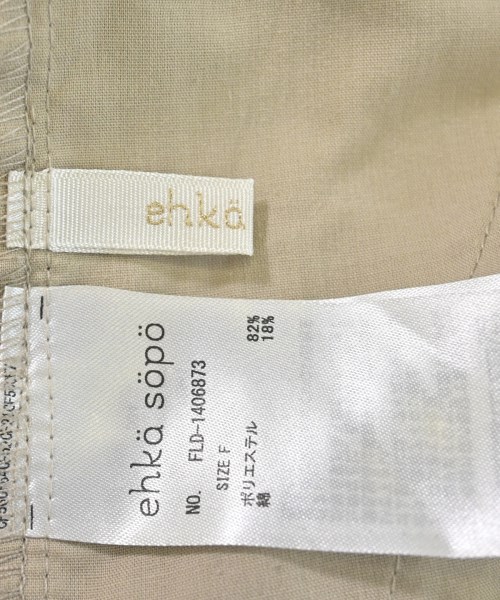 ehkä
ehkä söpö
NO. FLD-1406873
SIZE F
ポリエステル 82%
綿 18%